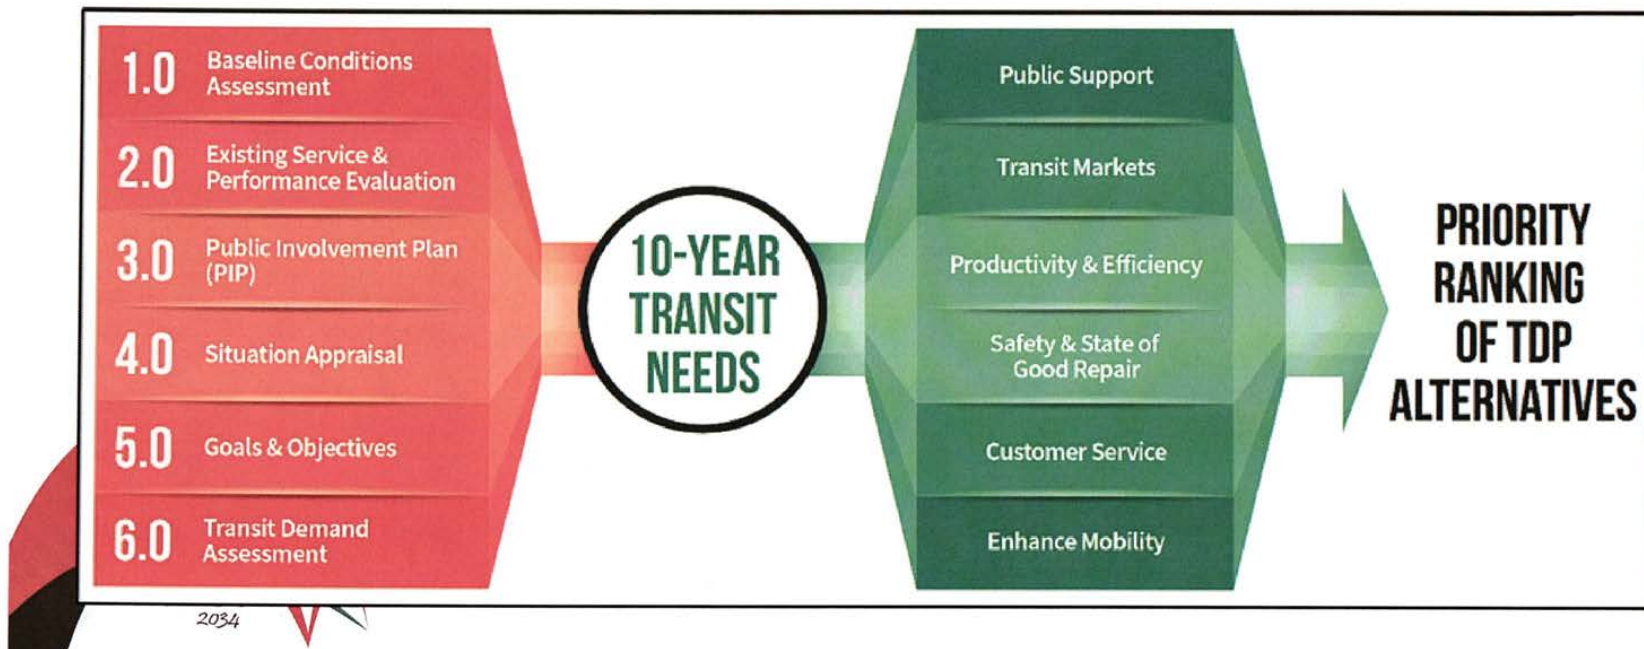 1.0 Baseline Conditions
Assessment
2.0 Existing Service &
Performance Evaluation
3.0 Public Involvement Plan
(PIP)
4.0 Situation Appraisal
5.0 Goals & Objectives
6.0 Transit Demand
Assessment
10-YEAR
TRANSIT
NEEDS
Public Support
Transit Markets
Productivity & Efficiency
Safety & State of
Good Repair
Customer Service
Enhance Mobility
PRIORITY
RANKING
OF TDP
ALTERNATIVES
2034